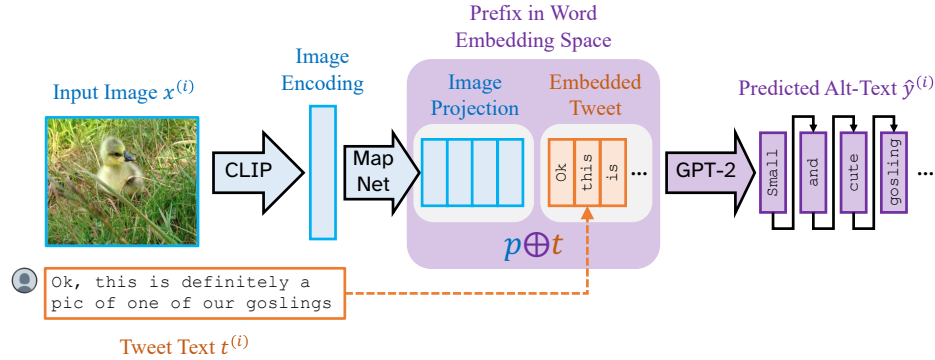 Prefix in Word
Embedding Space
Image
Encoding
Input Image x⁽ⁱ⁾
Image
Projection
Embedded
Tweet
Predicted Alt-Text ŷ⁽ⁱ⁾
CLIP
Map
Net
Ok
this
is
...
GPT-2
Small
and
cute
gosling
...
p⊕t
Ok, this is definitely a
pic of one of our goslings
Tweet Text t⁽ⁱ⁾